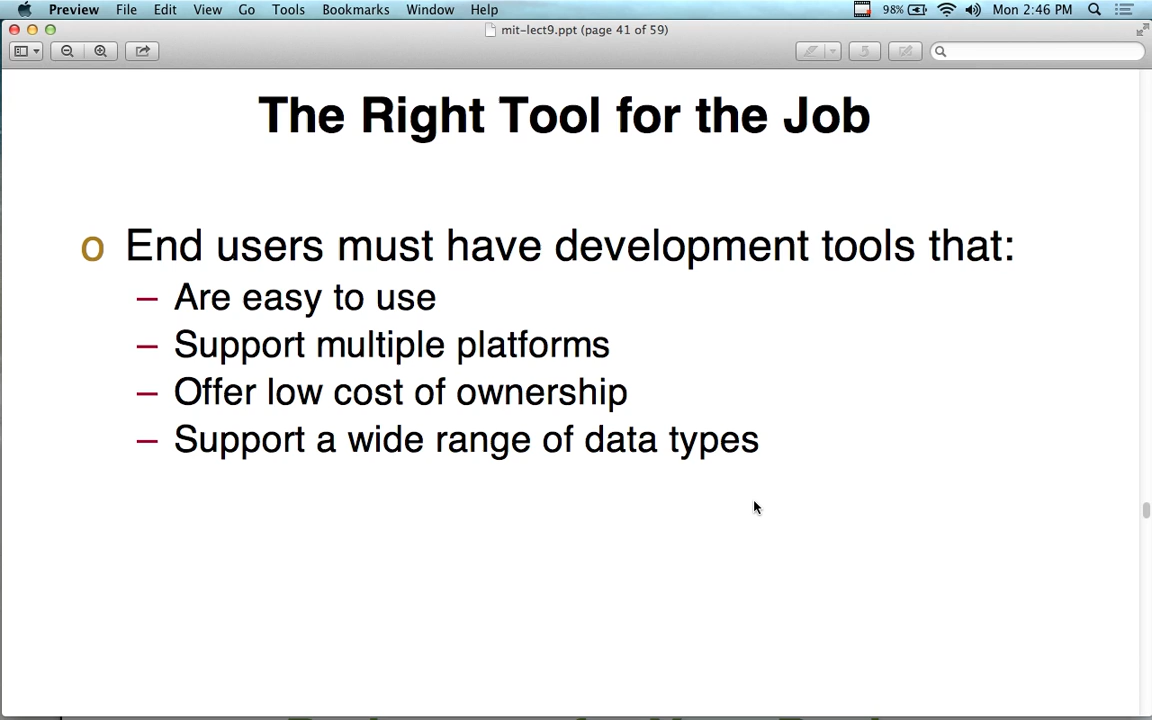 Preview File Edit View Go Tools Bookmarks Window Help 98% Mon 2:46 PM
mit-lect9.ppt (page 41 of 59)
The Right Tool for the Job
o End users must have development tools that:
– Are easy to use
– Support multiple platforms
– Offer low cost of ownership
– Support a wide range of data types